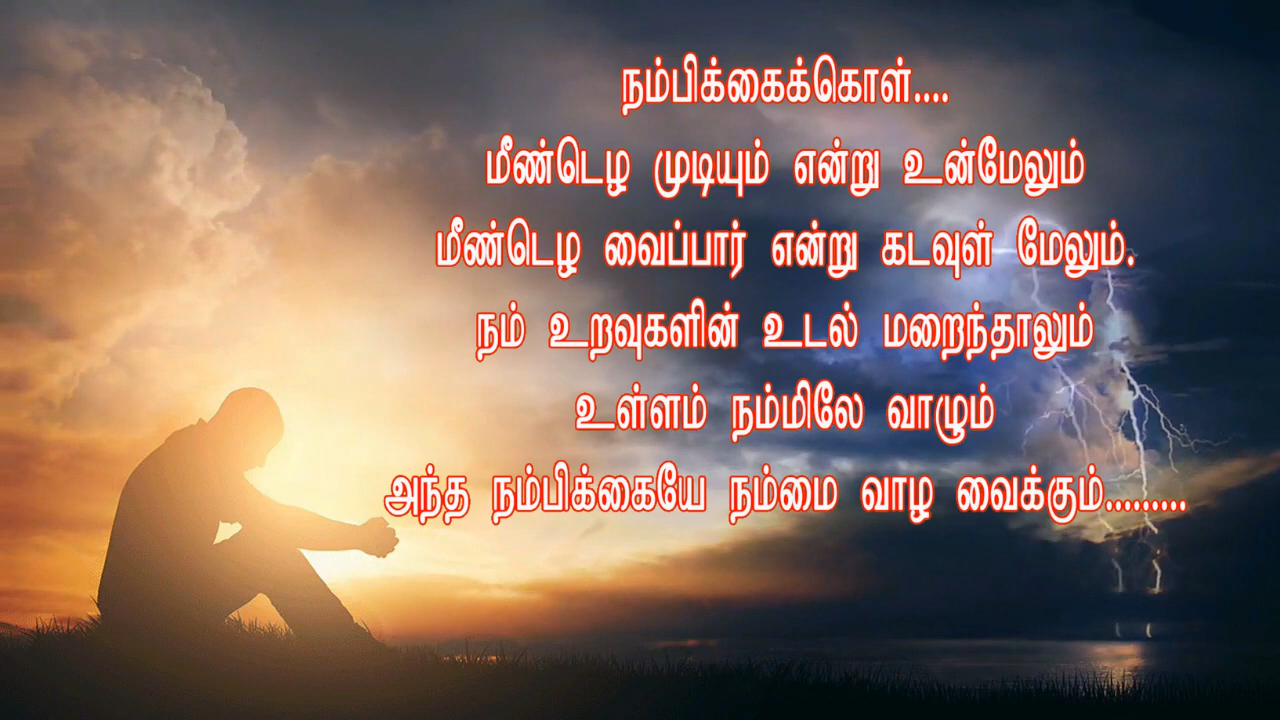 நம்பிக்கைக்கொள்....
மீண்டெழ முடியும் என்று உன்மேலும்
மீண்டெழ வைப்பார் என்று கடவுள் மேலும்.
நம் உறவுகளின் உடல் மறைந்தாலும்
உள்ளம் நம்மிலே வாழும்
அந்த நம்பிக்கையே நம்மை வாழ வைக்கும்.........